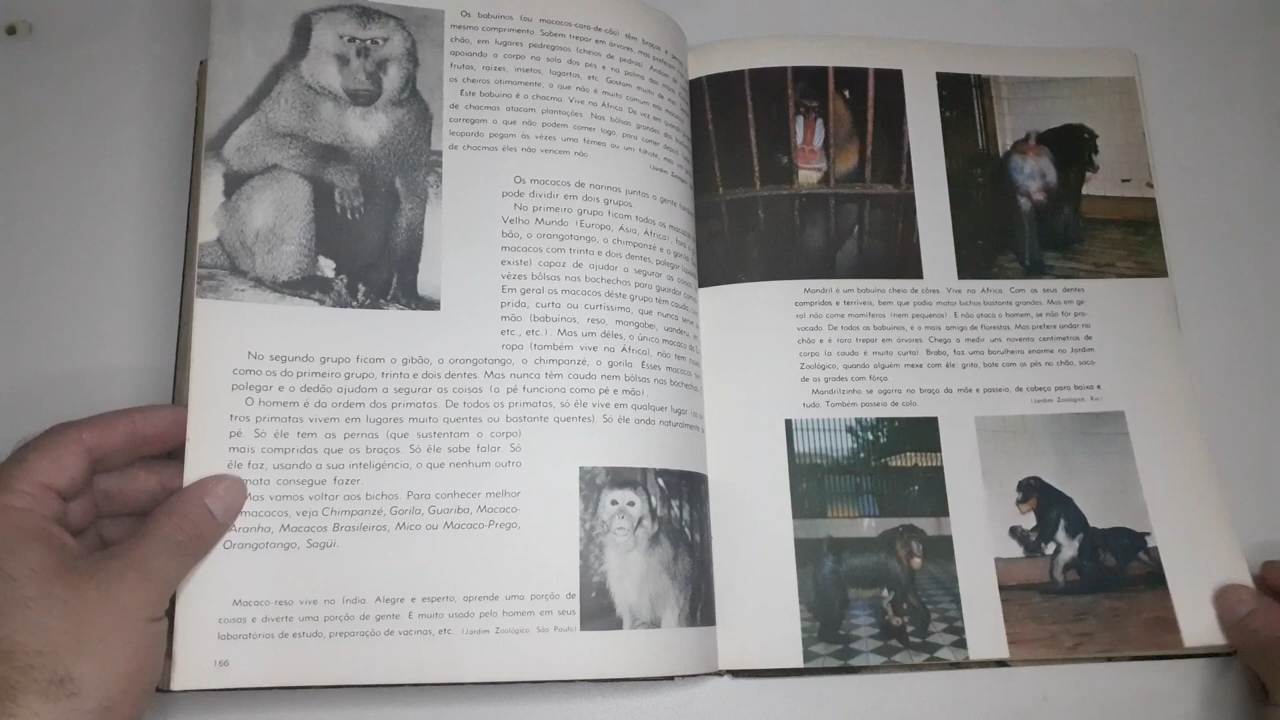 Os babuínos (ou macacos-cara-de-cão) têm braços e
mesmo comprimento. Sabem trepar em árvores, mas
chão, em lugares pedregosos (cheios de pedras). Andam
apoiando o corpo na sola dos pés e na palma das mãos.
frutas, raízes, insetos, lagartos, etc. Gostam muito de
os cheiros òtimamente, o que não é muito comum nos
Êste babuíno é o chacma. Vive na África. De vez em quando
de chacmas atacam plantações. Nas bôlsas grandes das
carregam o que não podem comer logo, para comer depois.
leopardo pegam às vêzes uma fêmea ou um filhote, mas um
de chacmas êles não vencem não.
(Jardim Zoológico
Os macacos de narinas juntas a gente também
pode dividir em dois grupos.
No primeiro grupo ficam todos os macacos
Velho Mundo (Europa, Ásia, África), fora o
bão, o orangotango, o chimpanzé e o gorila.
macacos com trinta e dois dentes, polegar (quando
existe) capaz de ajudar a segurar as coisas
vêzes bôlsas nas bochechas para guardar
Em geral os macacos dêste grupo têm cauda,
prida, curta ou curtíssima, que nunca serve
mão (babuínos, reso, mangabei, uanderu,
etc., etc.). Mas um dêles, o único macaco da
ropa (também vive na África), não tem cauda.
No segundo grupo ficam o gibão, o orangotango, o chimpanzé, o gorila. Êsses macacos
como os do primeiro grupo, trinta e dois dentes. Mas nunca têm cauda nem bôlsas nas bochechas.
polegar e o dedão ajudam a segurar as coisas (o pé funciona como pé e mão).
O homem é da ordem dos primatas. De todos os primatas, só êle vive em qualquer lugar (os
tros primatas vivem em lugares muito quentes ou bastante quentes). Só êle anda naturalmente
pé. Só êle tem as pernas (que sustentam o corpo)
mais compridas que os braços. Só êle sabe falar. Só
êle faz, usando a sua inteligência, o que nenhum outro
mata consegue fazer.
Mas vamos voltar aos bichos. Para conhecer melhor
macacos, veja Chimpanzé, Gorila, Guariba, Macaco-
Aranha, Macacos Brasileiros, Mico ou Macaco-Prego,
Orangotango, Sagüi.
Macaco-reso vive na Índia. Alegre e esperto, aprende uma porção de
coisas e diverte uma porção de gente. É muito usado pelo homem em seus
laboratórios de estudo, preparação de vacinas, etc. (Jardim Zoológico. São Paulo)
166
Mandril é um babuíno cheio de côres. Vive na África. Com os seus dentes
compridos e terríveis, bem que podia matar bichos bastante grandes. Mas em ge-
ral não come mamíferos (nem pequenos). E não ataca o homem, se não fôr pro-
vocado. De todos os babuínos, é o mais amigo de florestas. Mas prefere andar no
chão e é raro trepar em árvores. Chega a medir uns noventa centímetros de
corpo (a cauda é muito curta). Brabo, faz uma barulheira enorme no Jardim
Zoológico, quando alguém mexe com êle: grita, bate com os pés no chão, saco-
de as grades com fôrça.
Mandrilzinho se agarra no braço da mãe e passeia, de cabeça para baixo e
tudo. Também passeia de colo.
(Jardim Zoológico. Rio)